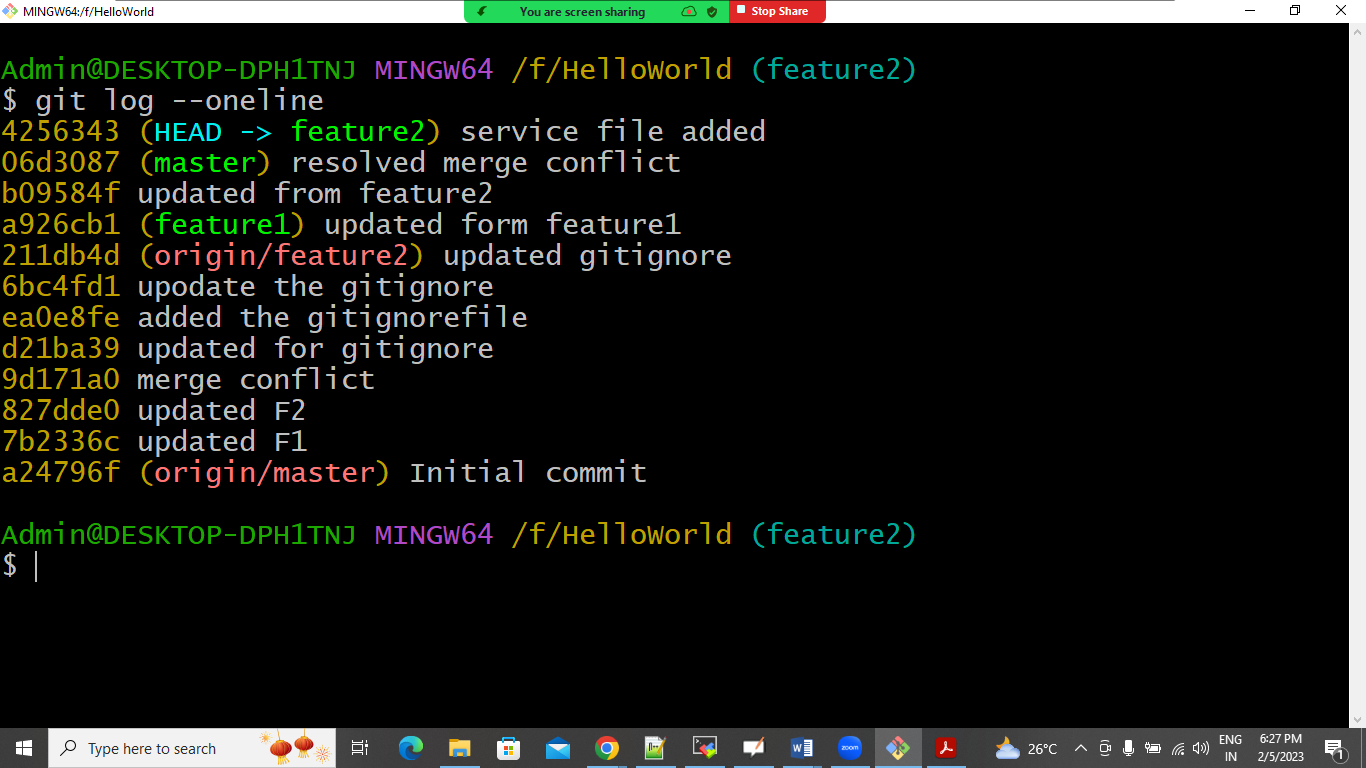 MINGW64:/f/HelloWorld
You are screen sharing
Stop Share
Admin@DESKTOP-DPH1TNJ MINGW64 /f/HelloWorld (feature2)
$ git log --oneline
4256343 (HEAD -> feature2) service file added
06d3087 (master) resolved merge conflict
b09584f updated from feature2
a926cb1 (feature1) updated form feature1
211db4d (origin/feature2) updated gitignore
6bc4fd1 upodate the gitignore
ea0e8fe added the gitignorefile
d21ba39 updated for gitignore
9d171a0 merge conflict
827dde0 updated F2
7b2336c updated F1
a24796f (origin/master) Initial commit
Admin@DESKTOP-DPH1TNJ MINGW64 /f/HelloWorld (feature2)
$
Type here to search
zoom
26°C
ENG
IN
6:27 PM
2/5/2023
1